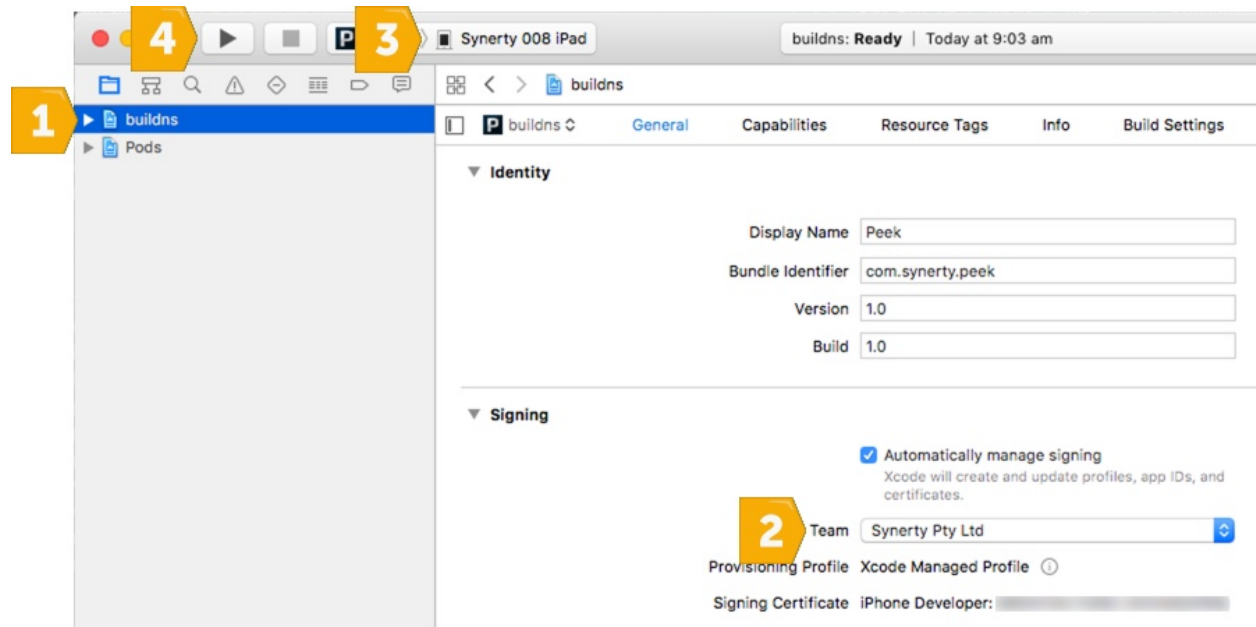 4 P 3 Synerty 008 iPad buildns: Ready | Today at 9:03 am
buildns
1 buildns
buildns General Capabilities Resource Tags Info Build Settings
Pods
Identity
Display Name Peek
Bundle Identifier com.synerty.peek
Version 1.0
Build 1.0
Signing
Automatically manage signing
Xcode will create and update profiles, app IDs, and
certificates.
2 Team Synerty Pty Ltd
Provisioning Profile Xcode Managed Profile
Signing Certificate iPhone Developer: